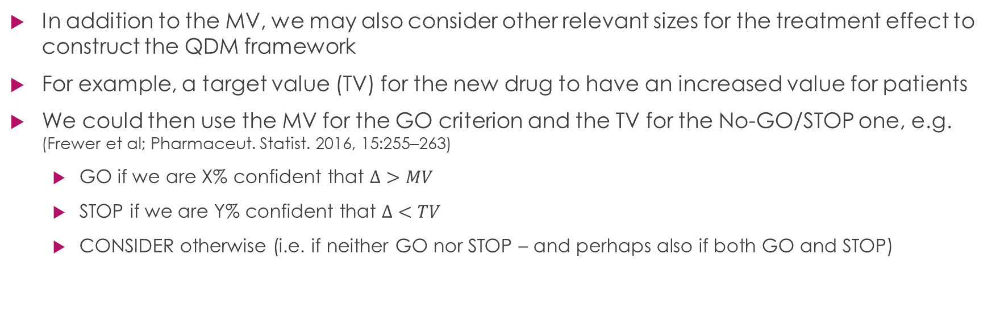 In addition to the MV, we may also consider other relevant sizes for the treatment effect to
construct the QDM framework
For example, a target value (TV) for the new drug to have an increased value for patients
We could then use the MV for the GO criterion and the TV for the No-GO/STOP one, e.g.
(Frewer et al; Pharmaceut. Statist. 2016, 15:255–263)
GO if we are X% confident that Δ > MV
STOP if we are Y% confident that Δ < TV
CONSIDER otherwise (i.e. if neither GO nor STOP – and perhaps also if both GO and STOP)